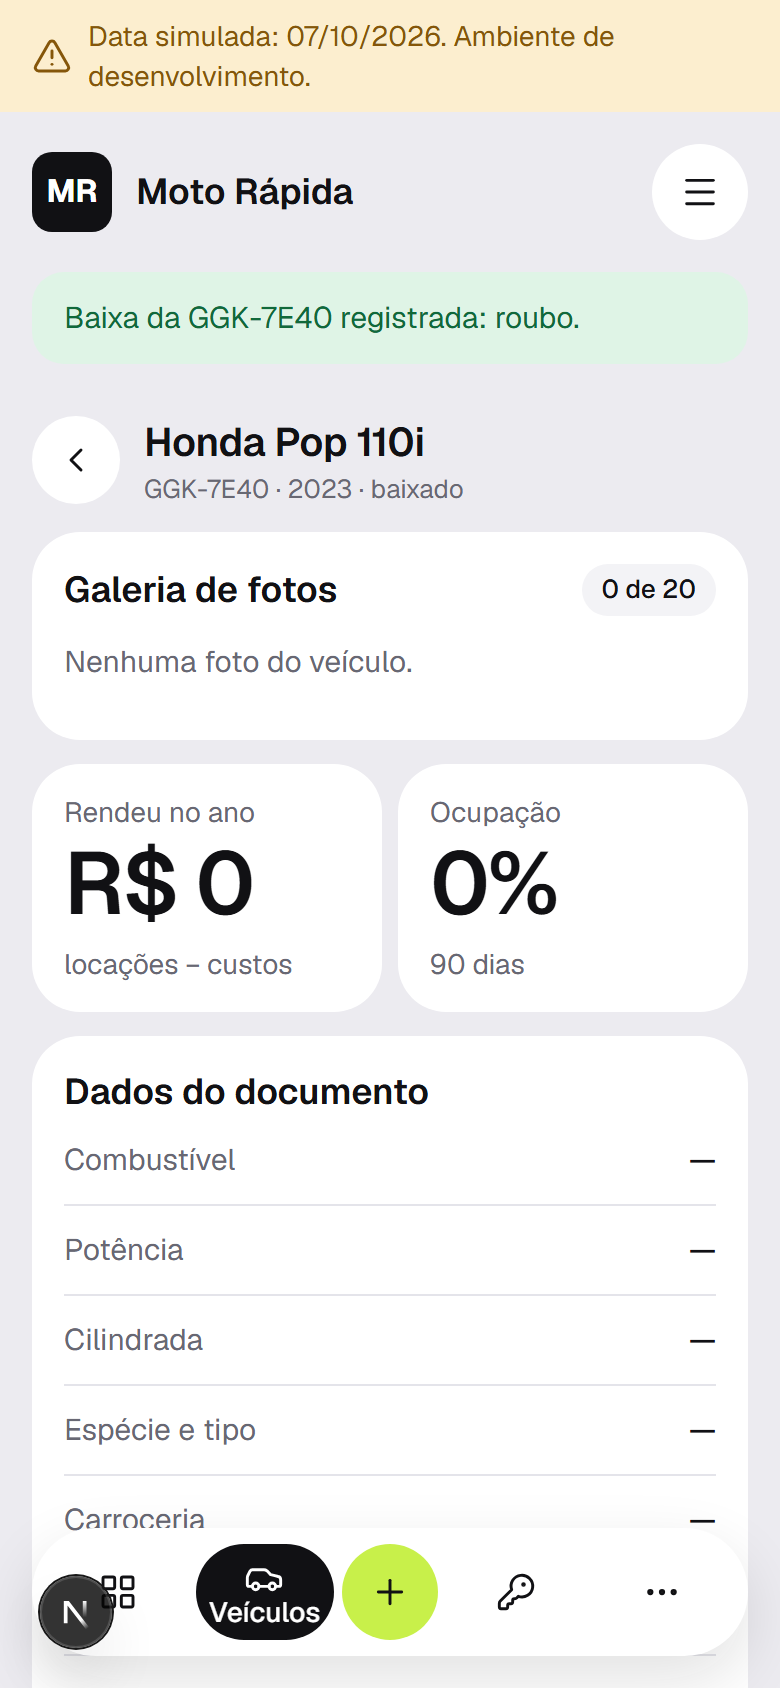 Data simulada: 07/10/2026. Ambiente de
desenvolvimento.
MR
Moto Rápida
Baixa da GGK-7E40 registrada: roubo.
Honda Pop 110i
GGK-7E40 · 2023 · baixado
Galeria de fotos
0 de 20
Nenhuma foto do veículo.
Rendeu no ano
R$ 0
locações – custos
Ocupação
0%
90 dias
Dados do documento
Combustível —
Potência —
Cilindrada —
Espécie e tipo —
Carroceria —
N
Veículos